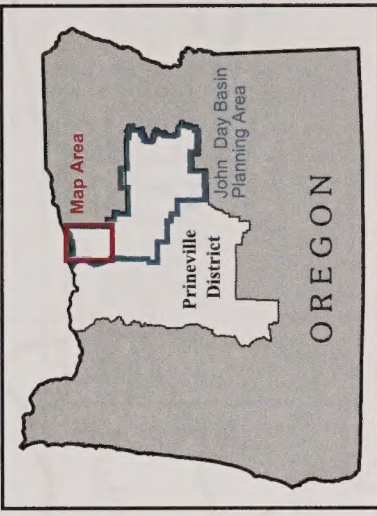 Map Area
John Day Basin
Planning Area
Prineville
District
OREGON